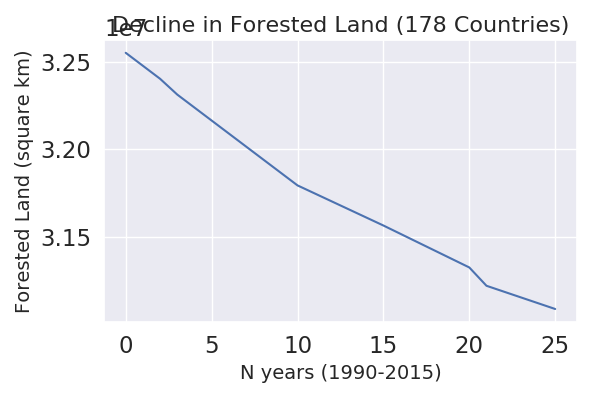 Decline in Forested Land (178 Countries)
1e7
Forested Land (square km)
3.25
3.20
3.15
0 5 10 15 20 25
N years (1990-2015)